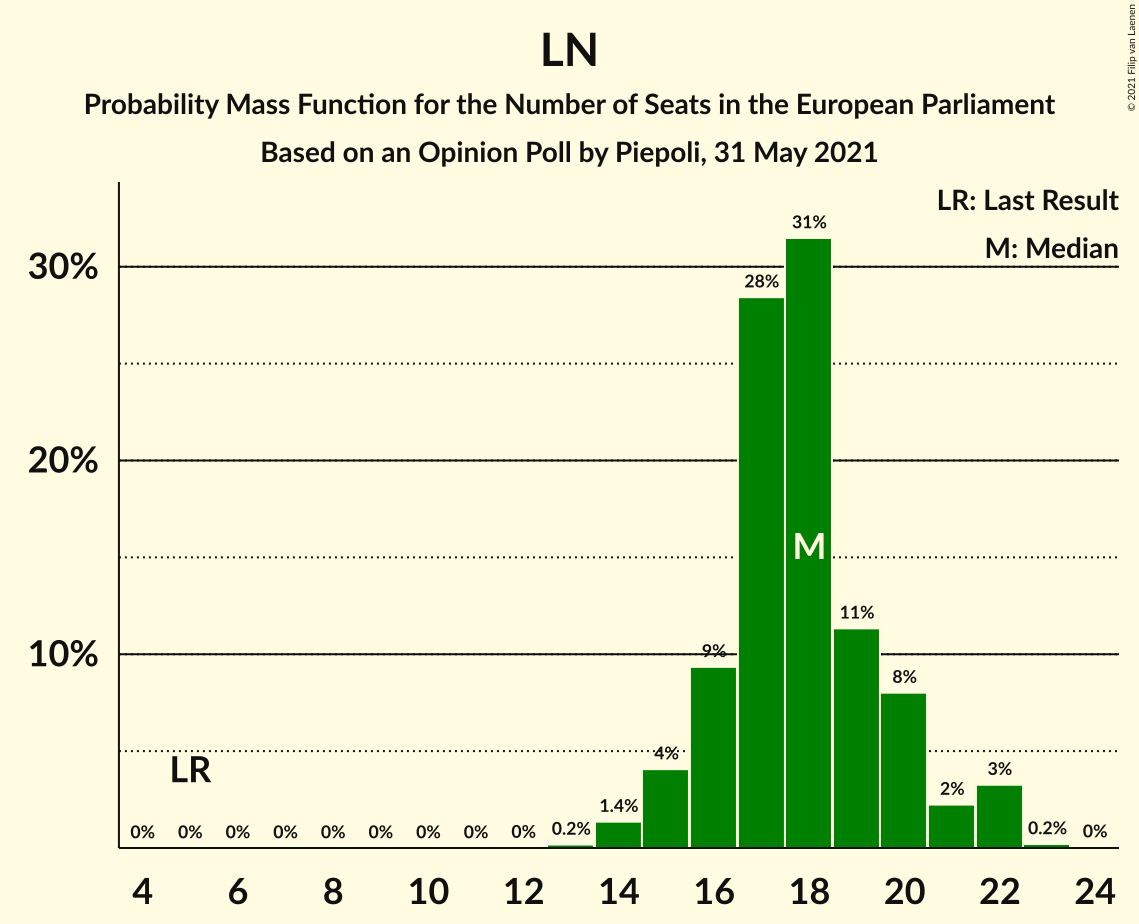 LN
Probability Mass Function for the Number of Seats in the European Parliament
Based on an Opinion Poll by Piepoli, 31 May 2021
© 2021 Filip van Laenen
LR: Last Result
M: Median
30%
20%
10%
31%
28%
M
11%
9%
8%
4%
LR
3%
2%
1.4%
0% 0% 0% 0% 0% 0% 0% 0% 0% 0.2% 0.2% 0%
4 6 8 10 12 14 16 18 20 22 24